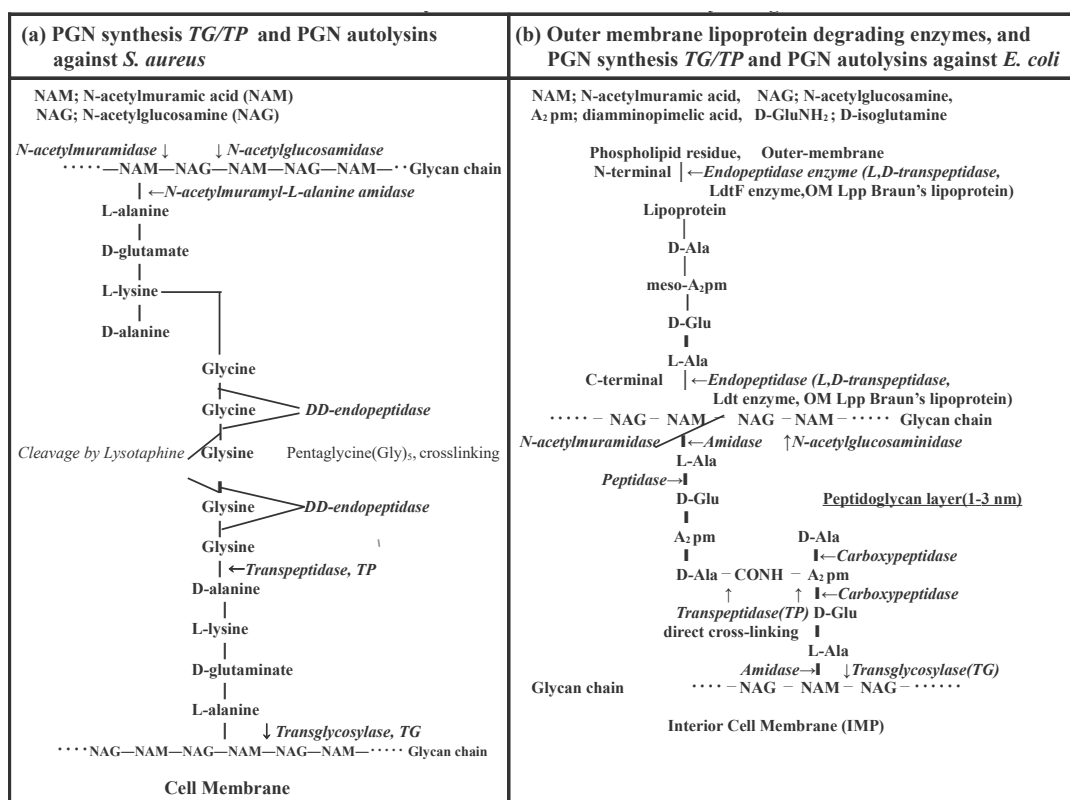 (a) PGN synthesis TG/TP and PGN autolysins
against S. aureus
NAM; N-acetylmuramic acid (NAM)
NAG; N-acetylglucosamine (NAG)
N-acetylmuramidase ↓ ↓ N-acetylglucosamidase
·····—NAM—NAG—NAM—NAG—NAM—··Glycan chain
←N-acetylmuramyl-L-alanine amidase
L-alanine
D-glutamate
L-lysine
D-alanine
Glycine
Glycine
DD-endopeptidase
Cleavage by Lysotaphine Glysine Pentaglycine(Gly)₅, crosslinking
Glysine
DD-endopeptidase
Glysine
←Transpeptidase, TP
D-alanine
L-lysine
D-glutaminate
L-alanine
↓Transglycosylase, TG
····NAG—NAM—NAG—NAM—NAG—NAM—·····Glycan chain
Cell Membrane
(b) Outer membrane lipoprotein degrading enzymes, and
PGN synthesis TG/TP and PGN autolysins against E. coli
NAM; N-acetylmuramic acid, NAG; N-acetylglucosamine,
A₂pm; diamminopimelic acid, D-GluNH₂; D-isoglutamine
Phospholipid residue, Outer-membrane
N-terminal ←Endopeptidase enzyme (L,D-transpeptidase,
LdtF enzyme,OM Lpp Braun's lipoprotein)
Lipoprotein
D-Ala
meso-A₂pm
D-Glu
L-Ala
C-terminal ←Endopeptidase (L,D-transpeptidase,
Ldt enzyme, OM Lpp Braun's lipoprotein)
·····– NAG – NAM – NAG – NAM – ····· Glycan chain
N-acetylmuramidase ←Amidase ↑N-acetylglucosaminidase
L-Ala
Peptidase→
D-Glu Peptidoglycan layer(1-3 nm)
A₂pm D-Ala
←Carboxypeptidase
D-Ala – CONH – A₂pm
↑ ↑ ←Carboxypeptidase
Transpeptidase(TP) D-Glu
direct cross-linking
L-Ala
Amidase→ ↓Transglycosylase(TG)
Glycan chain ····– NAG – NAM – NAG –······
Interior Cell Membrane (IMP)